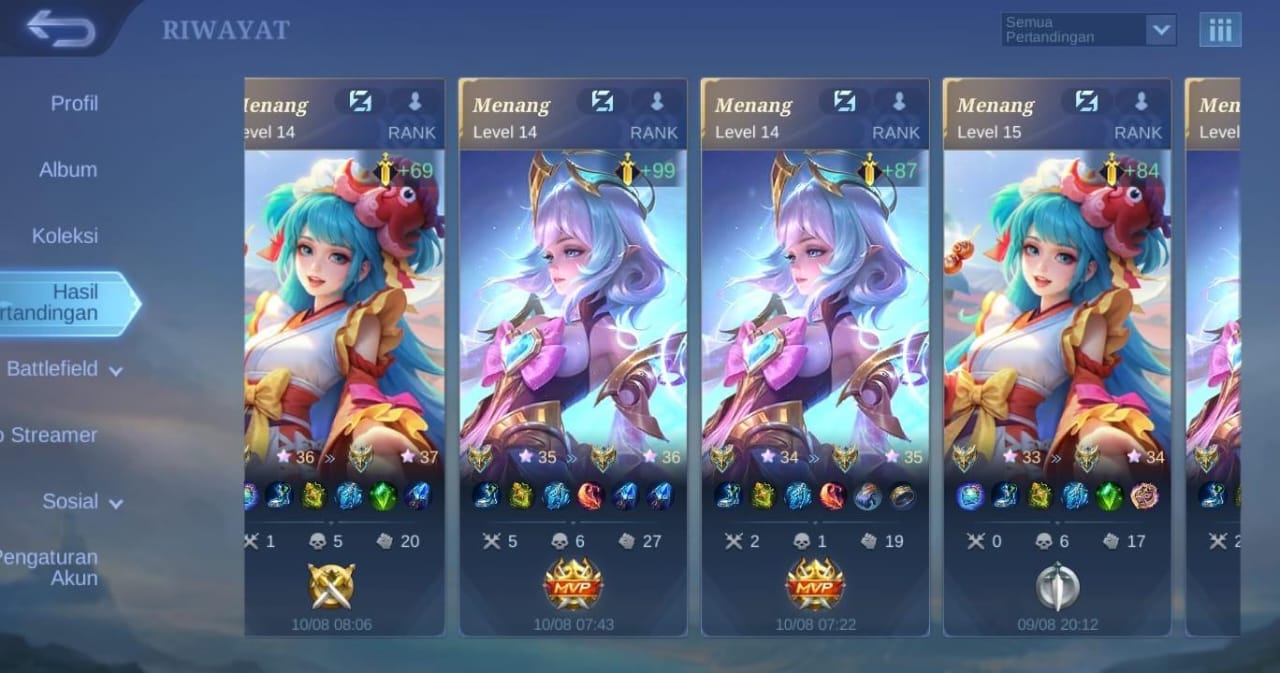 RIWAYAT
Semua
Pertandingan
Profil
Album
Koleksi
Hasil
rtandingan
Battlefield
o Streamer
Sosial
Pengaturan
Akun
Menang
evel 14
RANK
+69
36 » 37
1 5 20
10/08 08:06
Menang
Level 14
RANK
+99
35 » 36
5 6 27
MVP
10/08 07:43
Menang
Level 14
RANK
+87
34 » 35
2 1 19
MVP
10/08 07:22
Menang
Level 15
RANK
+84
33 » 34
0 6 17
09/08 20:12
Men
Level
2